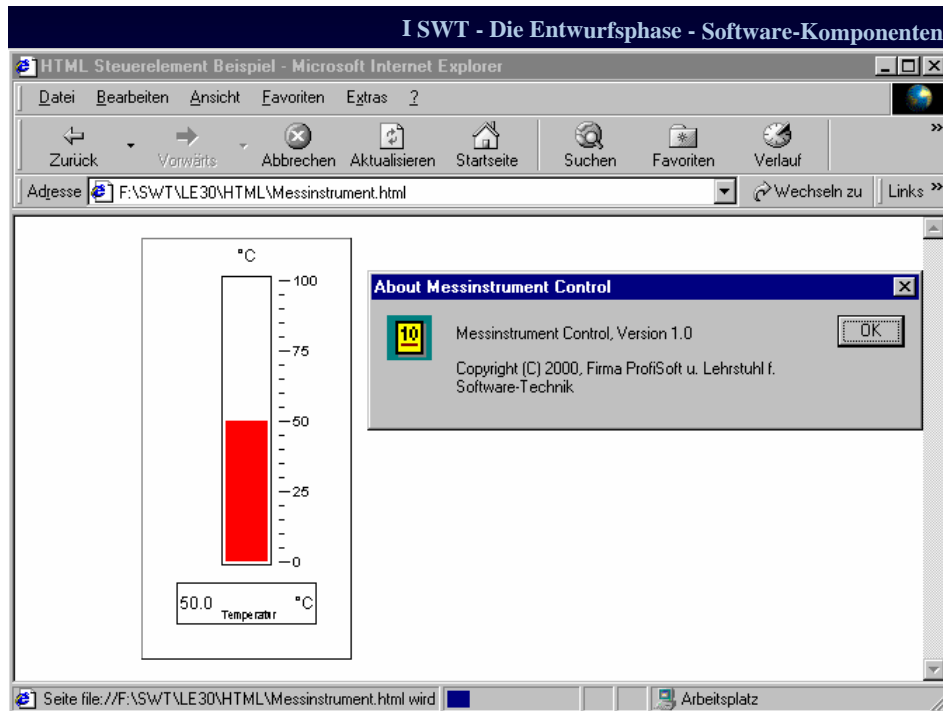 I SWT - Die Entwurfsphase - Software-Komponenten
HTML Steuerelement Beispiel - Microsoft Internet Explorer
Datei Bearbeiten Ansicht Favoriten Extras ?
Zurück Vorwärts Abbrechen Aktualisieren Startseite Suchen Favoriten Verlauf »
Adresse F:\SWT\LE30\HTML\Messinstrument.html Wechseln zu Links »
°C
100
75
50
25
0
50.0 Temperatur °C
About Messinstrument Control
10
Messinstrument Control, Version 1.0
OK
Copyright (C) 2000, Firma ProfiSoft u. Lehrstuhl f.
Software-Technik
Seite file://F:\SWT\LE30\HTML\Messinstrument.html wird Arbeitsplatz